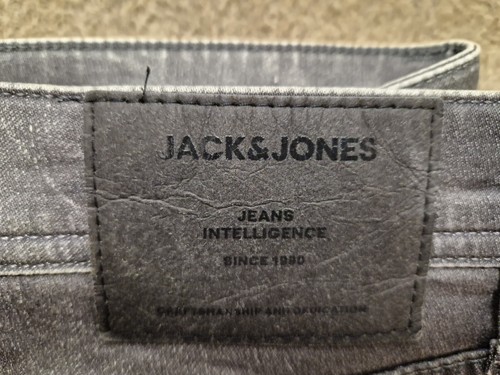 JACK&JONES
JEANS
INTELLIGENCE
SINCE 1990
CRAFTSMANSHIP AND DEDICATION